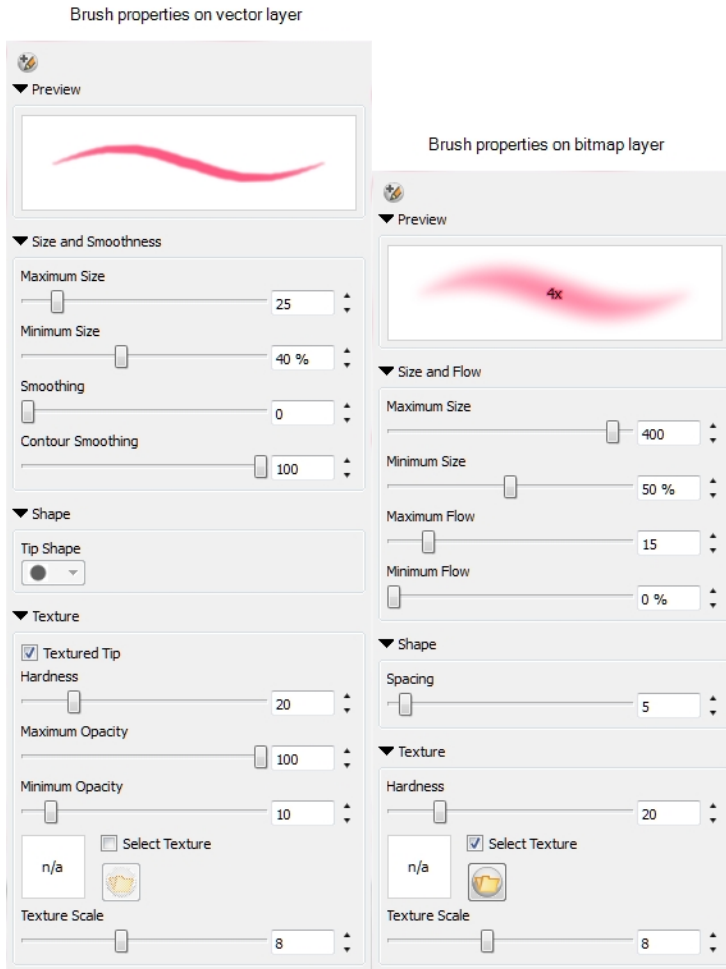 Brush properties on vector layer
Preview
Size and Smoothness
Maximum Size
25
Minimum Size
40 %
Smoothing
0
Contour Smoothing
100
Shape
Tip Shape
Texture
Textured Tip
Hardness
20
Maximum Opacity
100
Minimum Opacity
10
Select Texture
n/a
Texture Scale
8
Brush properties on bitmap layer
Preview
4x
Size and Flow
Maximum Size
400
Minimum Size
50 %
Maximum Flow
15
Minimum Flow
0 %
Shape
Spacing
5
Texture
Hardness
20
Select Texture
n/a
Texture Scale
8